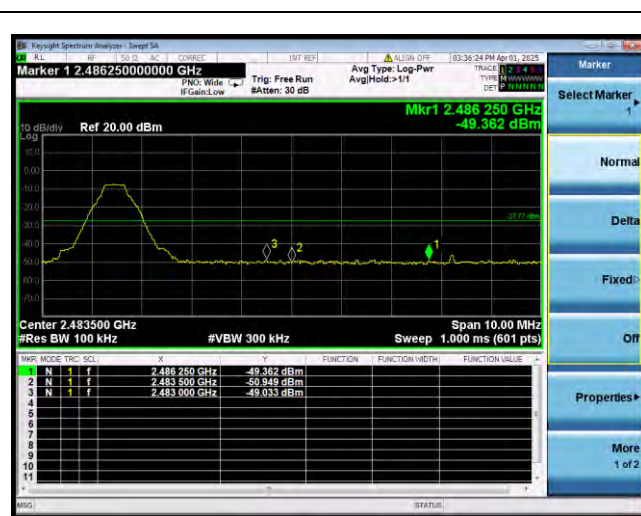 Keysight Spectrum Analyzer - Swept SA
RL RF 50 Ω AC CORREC INT REF ALIGN OFF 03:36:24 PM Apr 01, 2025
Marker 1 2.486250000000 GHz
PNO: Wide Trig: Free Run Avg Type: Log-Pwr TRACE 1 2 3 4 5 6
IFGain:Low #Atten: 30 dB Avg|Hold:>1/1 TYPE M WWWWW
DET P N N N N N
Mkr1 2.486 250 GHz
-49.362 dBm
10 dB/div Ref 20.00 dBm
Log
10.0
0.00
-10.0
-20.0
-27.77 dBm
-30.0
-40.0
3 2 1
-50.0
-60.0
-70.0
Center 2.483500 GHz Span 10.00 MHz
#Res BW 100 kHz #VBW 300 kHz Sweep 1.000 ms (601 pts)
MKR MODE TRC SCL X Y FUNCTION FUNCTION WIDTH FUNCTION VALUE
1 N 1 f 2.486 250 GHz -49.362 dBm
2 N 1 f 2.483 500 GHz -50.949 dBm
3 N 1 f 2.483 000 GHz -49.033 dBm
4
5
6
7
8
9
10
11
MSG STATUS
Marker
Select Marker
1
Normal
Delta
Fixed
Off
Properties
More
1 of 2